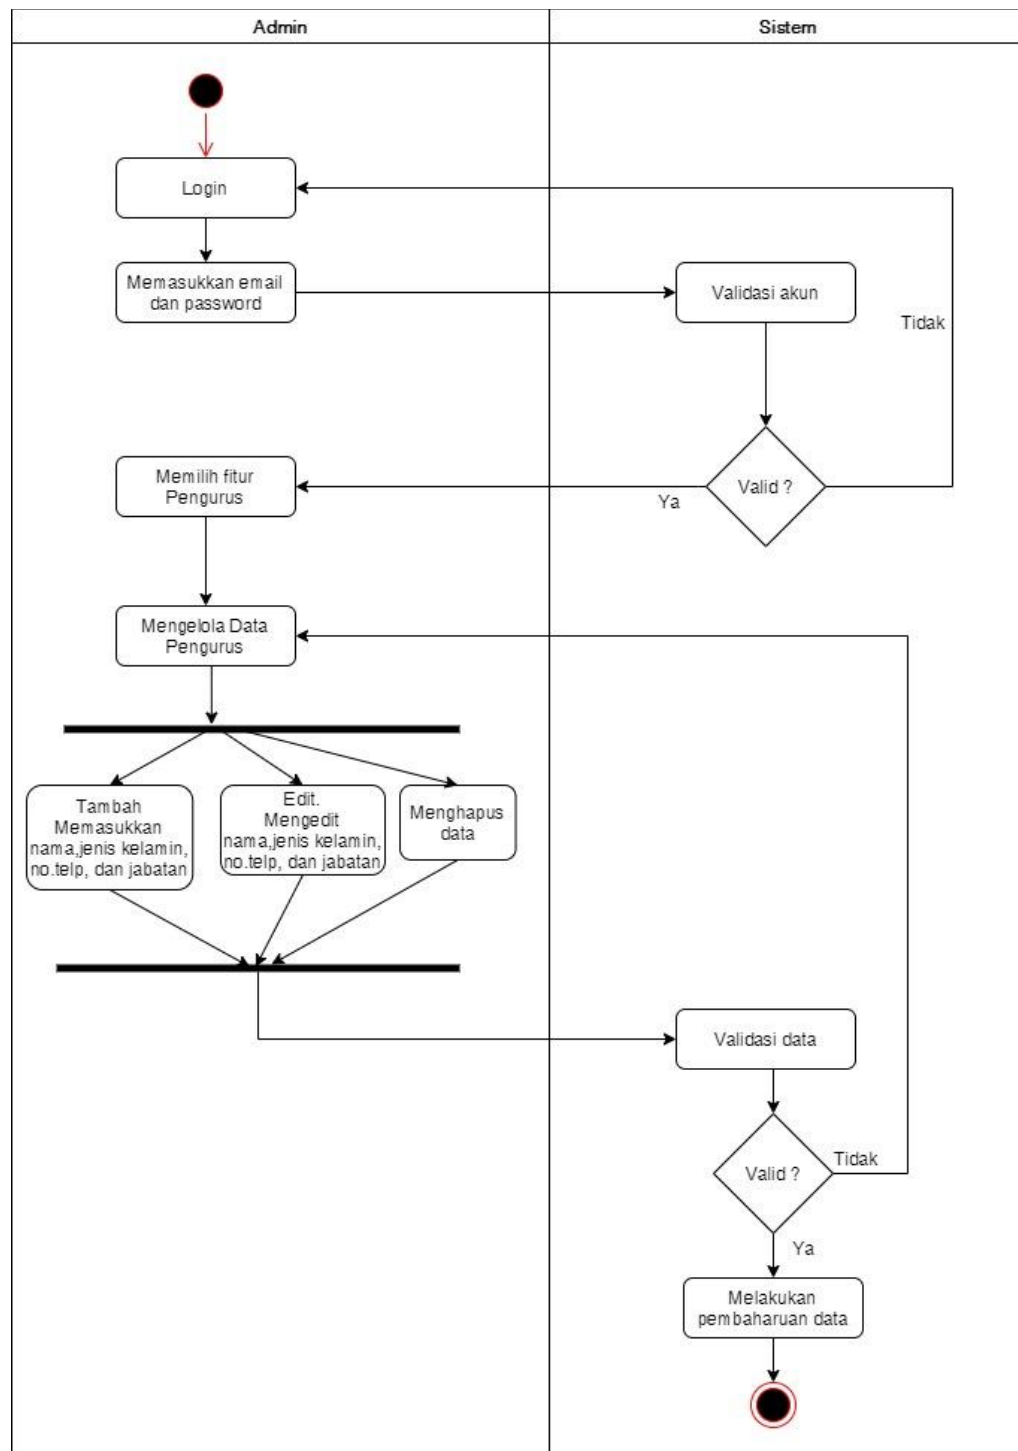 Admin
Sistem
Login
Memasukkan email
dan password
Validasi akun
Tidak
Memilih fitur
Pengurus
Ya
Valid ?
Mengelola Data
Pengurus
Tambah
Memasukkan
nama,jenis kelamin,
no.telp, dan jabatan
Edit.
Mengedit
nama,jenis kelamin,
no.telp, dan jabatan
Menghapus
data
Validasi data
Valid ?
Tidak
Ya
Melakukan
pembaharuan data